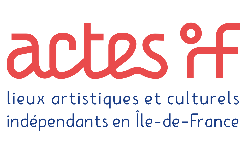 actes if
lieux artistiques et culturels
indépendants en Île-de-France